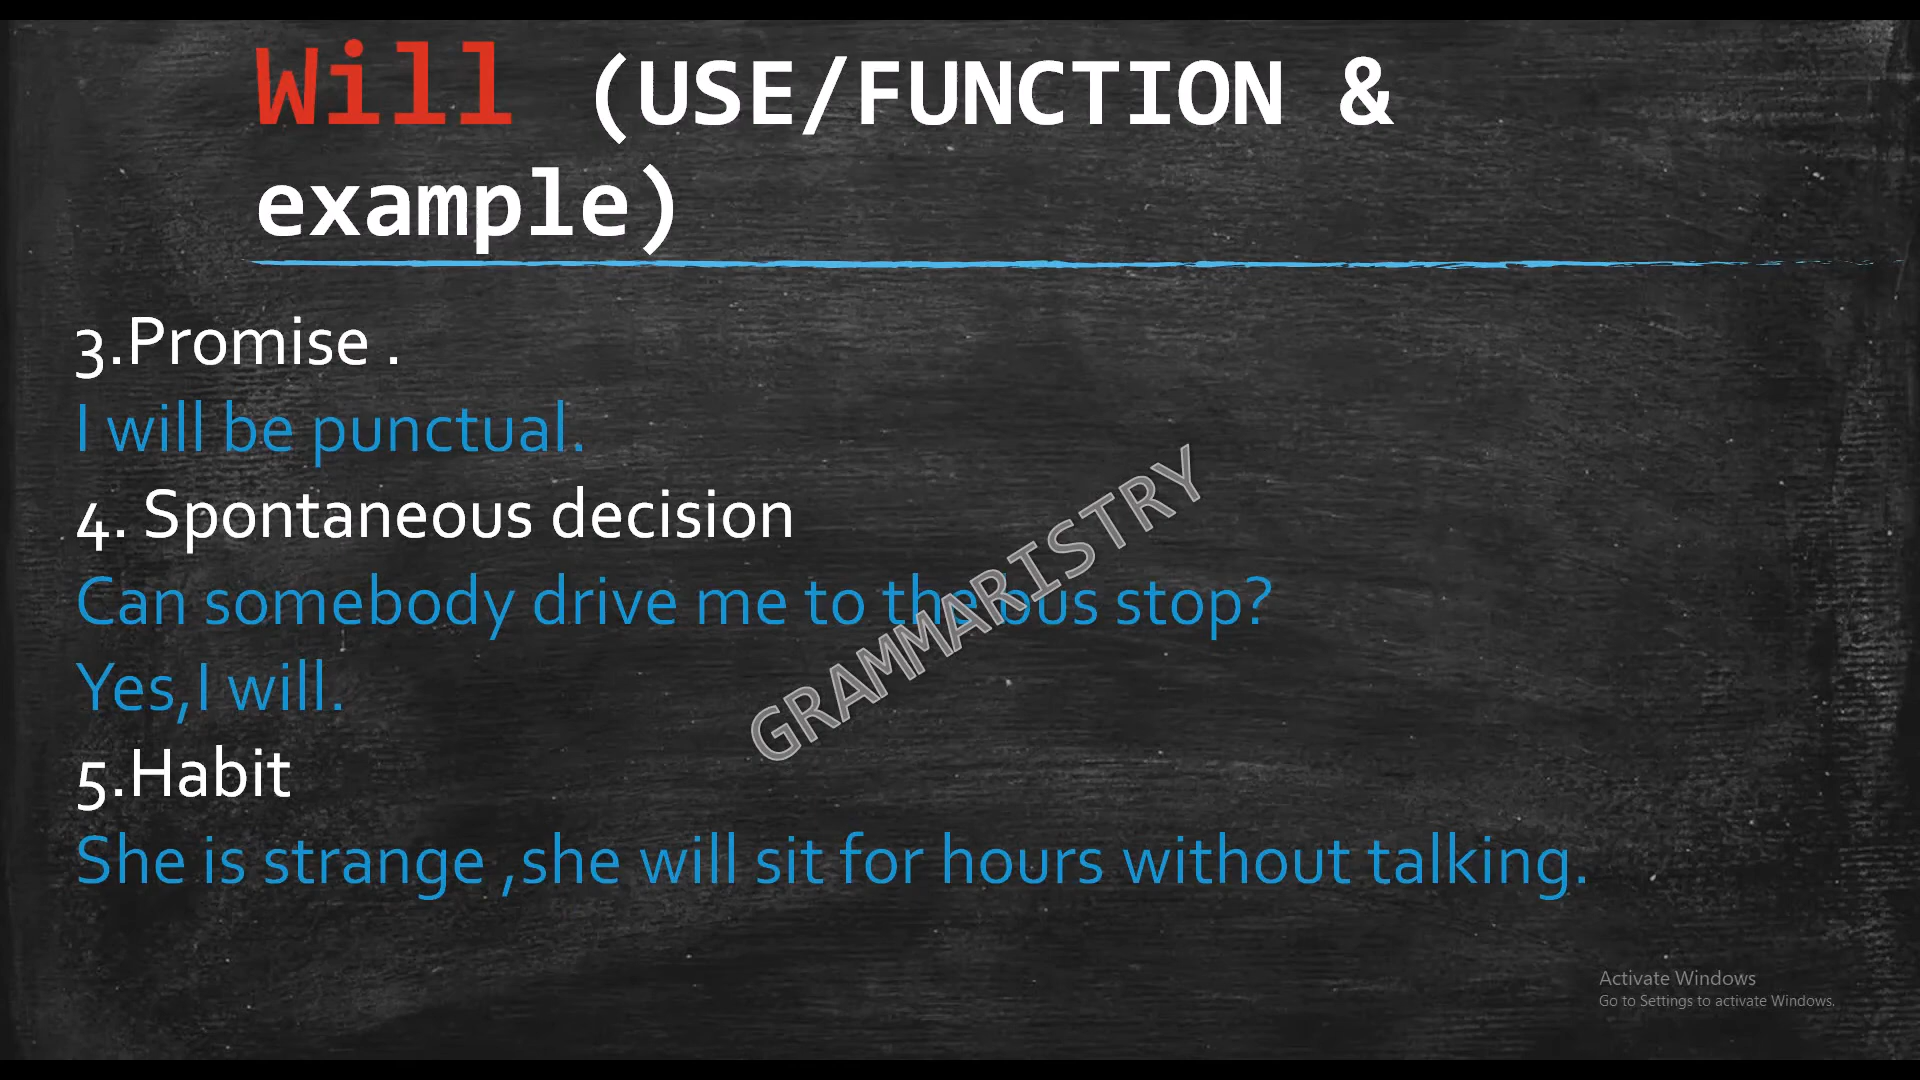 Will (USE/FUNCTION &
example)
3.Promise .
I will be punctual.
4. Spontaneous decision
Can somebody drive me to the bus stop?
Yes,I will.
5.Habit
She is strange ,she will sit for hours without talking.
GRAMMARISTRY
Activate Windows
Go to Settings to activate Windows.